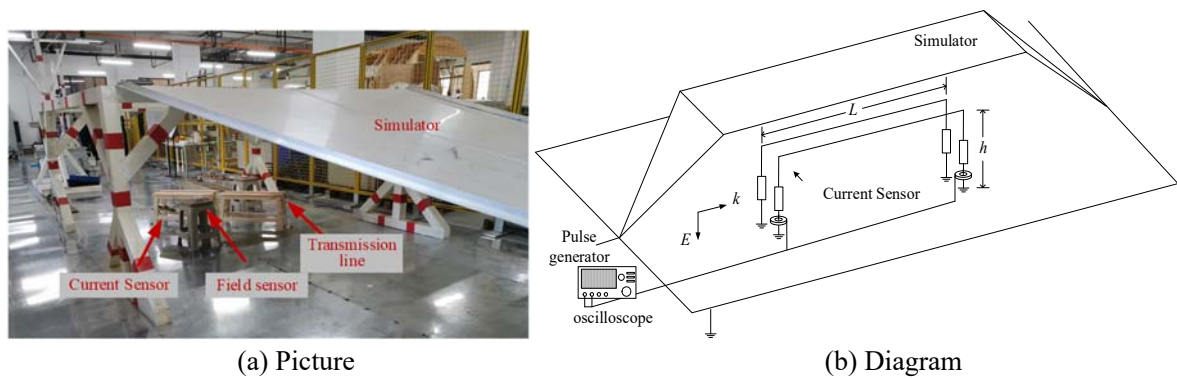 Simulator
Transmission
line
Current Sensor
Field sensor
(a) Picture
Simulator
L
h
Current Sensor
k
E
Pulse
generator
oscilloscope
(b) Diagram